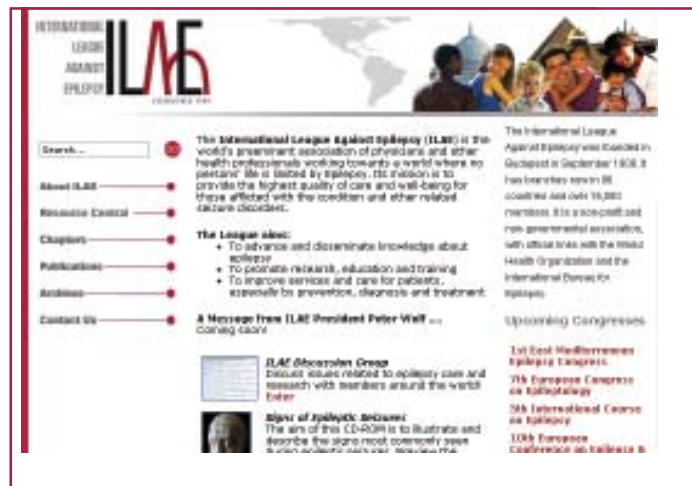 INTERNATIONAL
LEAGUE
AGAINST
EPILEPSY
ILAE
Search...
About ILAE
Resource Central
Chapters
Publications
Archives
Contact Us
The International League Against Epilepsy (ILAE) is the
world's preeminent association of physicians and other
health professionals working towards a world where no
persons' life is limited by Epilepsy. Its mission is to
provide the highest quality of care and well-being for
those afflicted with the condition and other related
seizure disorders.
The League aims:
• To advance and disseminate knowledge about
epilepsy
• To promote research, education and training
• To improve services and care for patients,
especially by prevention, diagnosis and treatment
A Message from ILAE President Peter Wolf ...
Coming soon!
ILAE Discussion Group
Discuss issues related to epilepsy care and
research with members around the world!
Enter
Signs of Epileptic Seizures
The aim of this CD-ROM is to illustrate and
describe the signs most commonly seen
during epileptic seizures. Preview the
The International League
Against Epilepsy was founded in
Budapest in September 1909. It
has branches now in
countries and over
members. It is a non-profit and
non-governmental association,
with official links with the World
Health Organization and the
International Bureau for
Epilepsy.
Upcoming Congresses
1st East Mediterranean
Epilepsy Congress
7th European Congress
on Epileptology
5th International Course
on Epilepsy
10th European
Conference on Epilepsy &